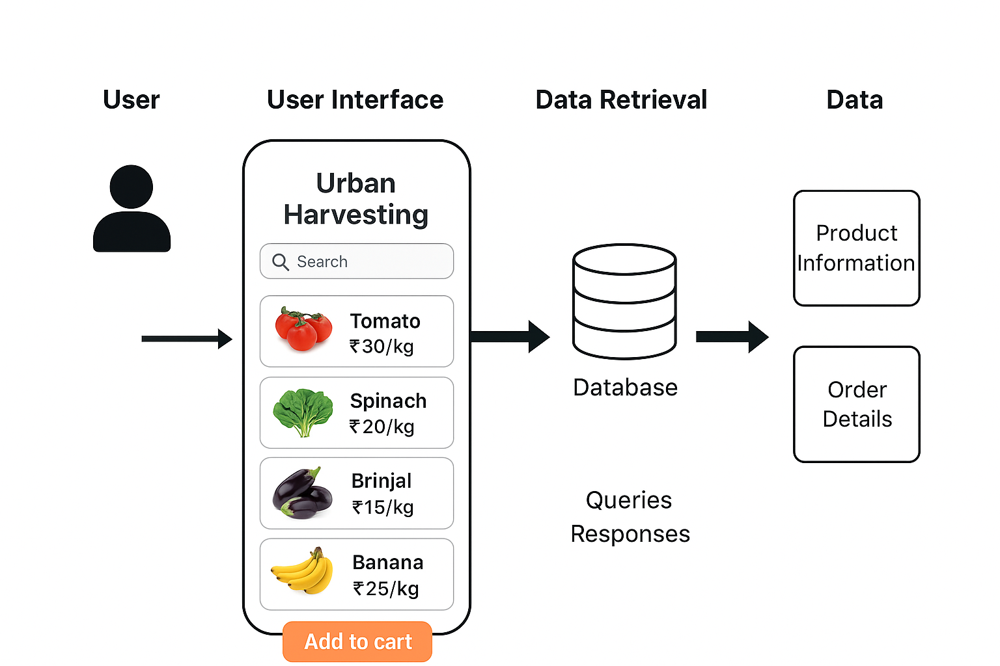 User
User Interface
Data Retrieval
Data
Urban
Harvesting
Search
Tomato
₹30/kg
Spinach
₹20/kg
Brinjal
₹15/kg
Banana
₹25/kg
Add to cart
Database
Queries
Responses
Product
Information
Order
Details